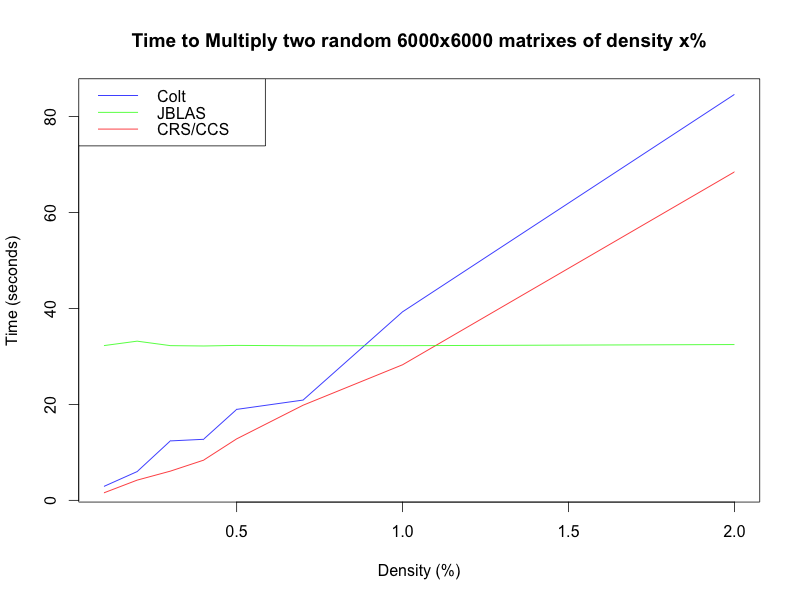 Time to Multiply two random 6000x6000 matrixes of density x%
Colt
JBLAS
CRS/CCS
80
60
40
20
0
Time (seconds)
0.5 1.0 1.5 2.0
Density (%)